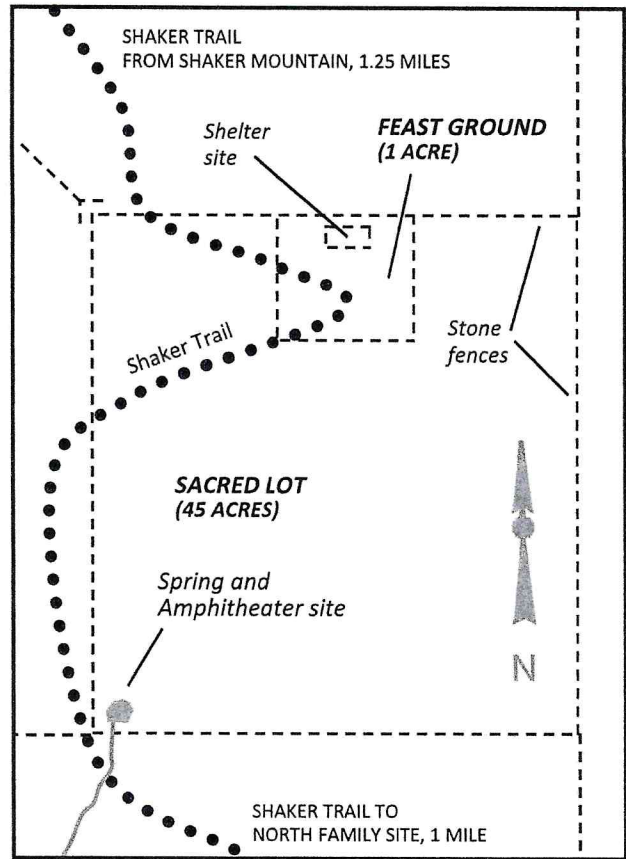 SHAKER TRAIL
FROM SHAKER MOUNTAIN, 1.25 MILES
Shelter
site
FEAST GROUND
(1 ACRE)
Shaker Trail
Stone
fences
SACRED LOT
(45 ACRES)
Spring and
Amphitheater site
N
SHAKER TRAIL TO
NORTH FAMILY SITE, 1 MILE